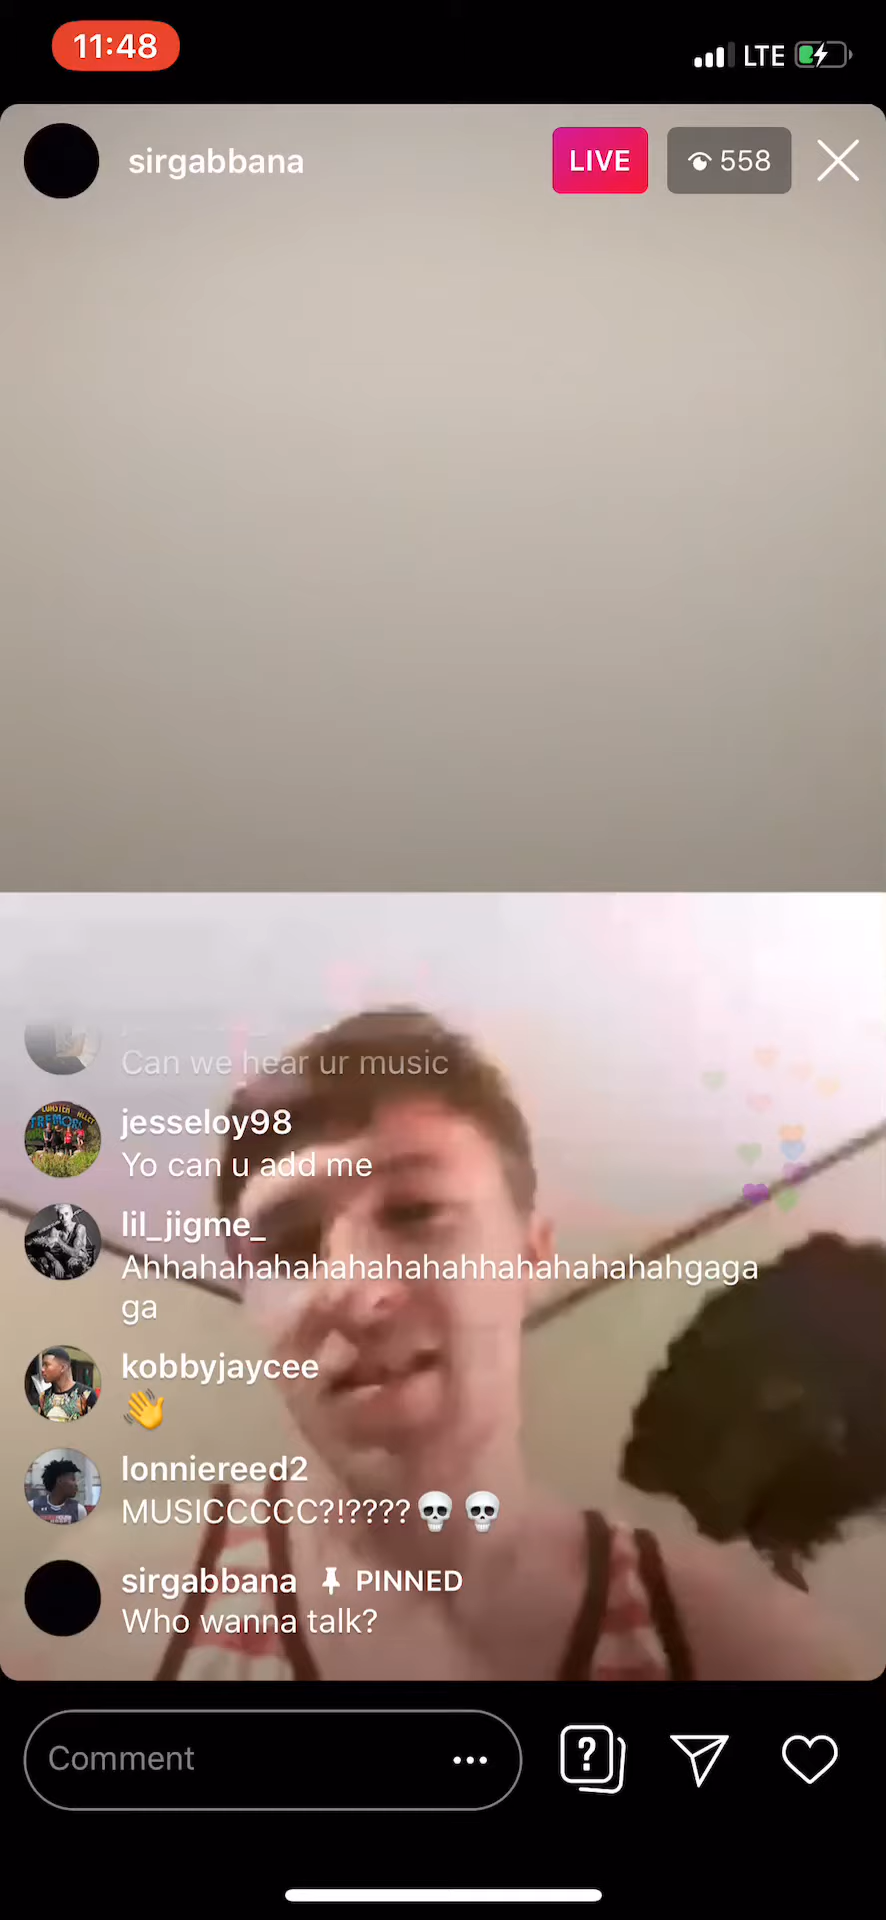 11:48
LTE
sirgabbana
LIVE
558
Can we hear ur music
jesseloy98
Yo can u add me
lil_jigme_
Ahhahahahahahahahahhahahahahahgaga
ga
kobbyjaycee
👋
lonniereed2
MUSICCCCC?!????💀💀
sirgabbana PINNED
Who wanna talk?
Comment